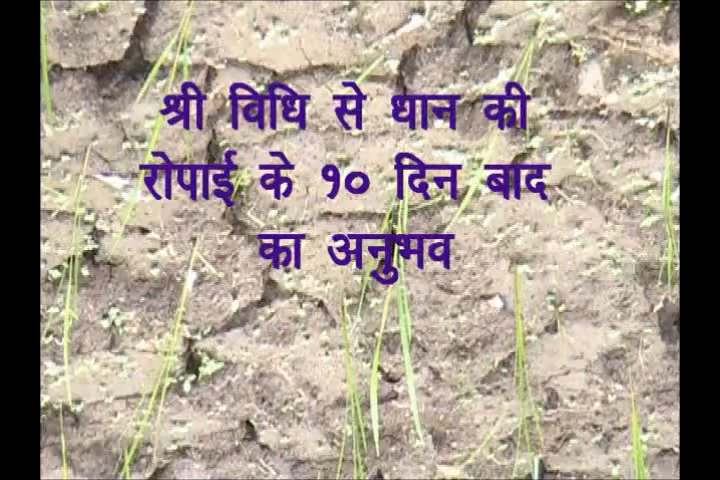 श्री विधि से धान की
रोपाई के १० दिन बाद
का अनुभव